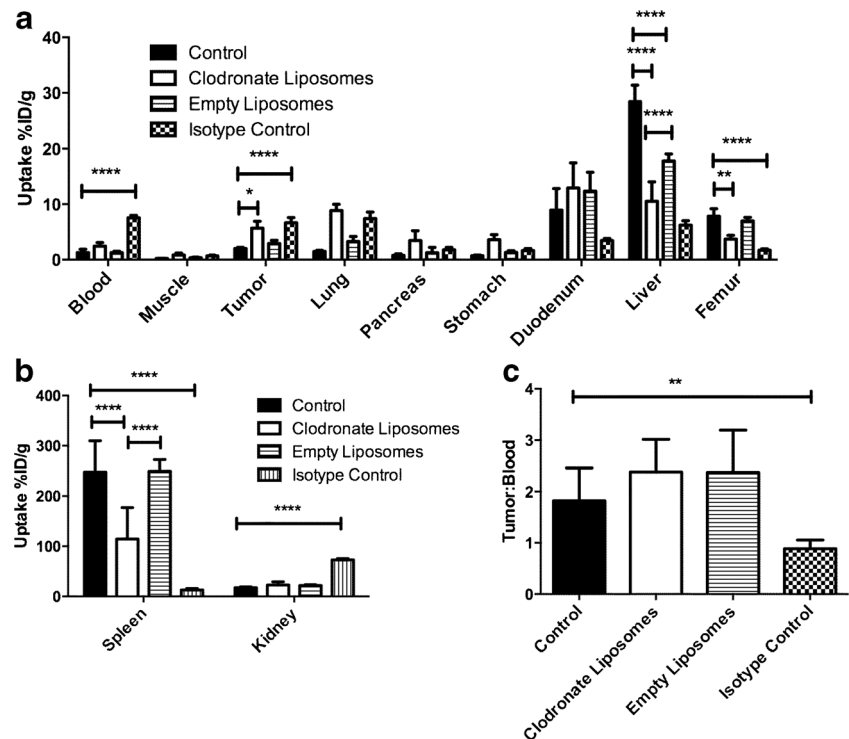 a
****
****
****
****
****
****
**
*
Control
Clodronate Liposomes
Empty Liposomes
Isotype Control
Uptake %ID/g
40
30
20
10
0
Blood
Muscle
Tumor
Lung
Pancreas
Stomach
Duodenum
Liver
Femur
b
****
****
****
****
Control
Clodronate Liposomes
Empty Liposomes
Isotype Control
Uptake %ID/g
400
300
200
100
0
Spleen
Kidney
c
**
Tumor:Blood
4
3
2
1
0
Control
Clodronate Liposomes
Empty Liposomes
Isotype Control